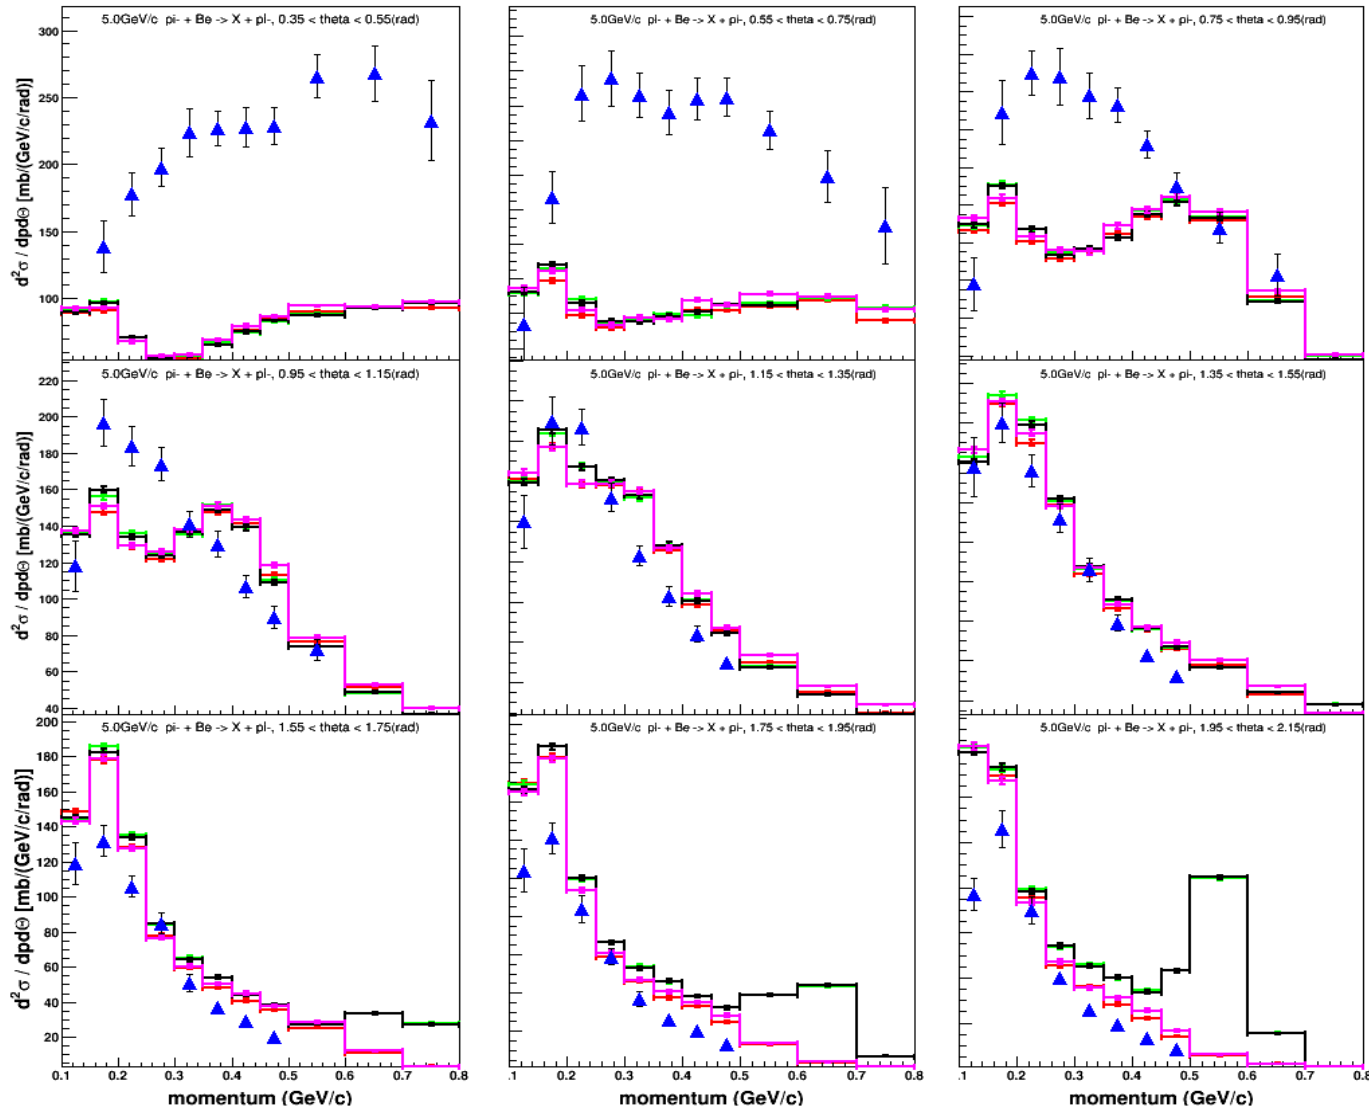 5.0GeV/c pi- + Be -> X + pi-, 0.35 < theta < 0.55(rad)
5.0GeV/c pi- + Be -> X + pi-, 0.55 < theta < 0.75(rad)
5.0GeV/c pi- + Be -> X + pi-, 0.75 < theta < 0.95(rad)
d²σ / dpdΘ [mb/(GeV/c/rad)]
300
250
200
150
100
5.0GeV/c pi- + Be -> X + pi-, 0.95 < theta < 1.15(rad)
5.0GeV/c pi- + Be -> X + pi-, 1.15 < theta < 1.35(rad)
5.0GeV/c pi- + Be -> X + pi-, 1.35 < theta < 1.55(rad)
d²σ / dpdΘ [mb/(GeV/c/rad)]
220
200
180
160
140
120
100
80
60
40
5.0GeV/c pi- + Be -> X + pi-, 1.55 < theta < 1.75(rad)
5.0GeV/c pi- + Be -> X + pi-, 1.75 < theta < 1.95(rad)
5.0GeV/c pi- + Be -> X + pi-, 1.95 < theta < 2.15(rad)
d²σ / dpdΘ [mb/(GeV/c/rad)]
200
180
160
140
120
100
80
60
40
20
0.1 0.2 0.3 0.4 0.5 0.6 0.7 0.8
.1 0.2 0.3 0.4 0.5 0.6 0.7 0.8
.1 0.2 0.3 0.4 0.5 0.6 0.7 0.8
momentum (GeV/c)
momentum (GeV/c)
momentum (GeV/c)